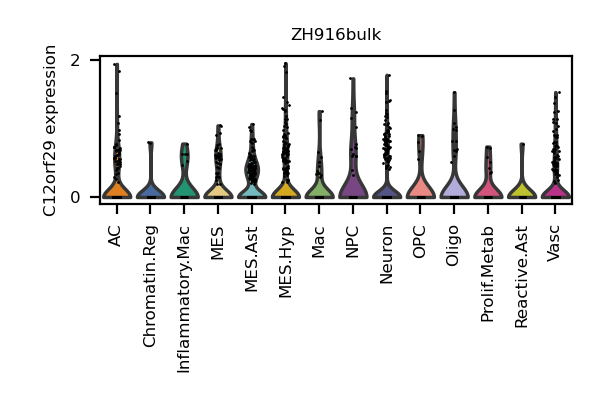 ZH916bulk
C12orf29 expression
2
0
AC
Chromatin.Reg
Inflammatory.Mac
MES
MES.Ast
MES.Hyp
Mac
NPC
Neuron
OPC
Oligo
Prolif.Metab
Reactive.Ast
Vasc